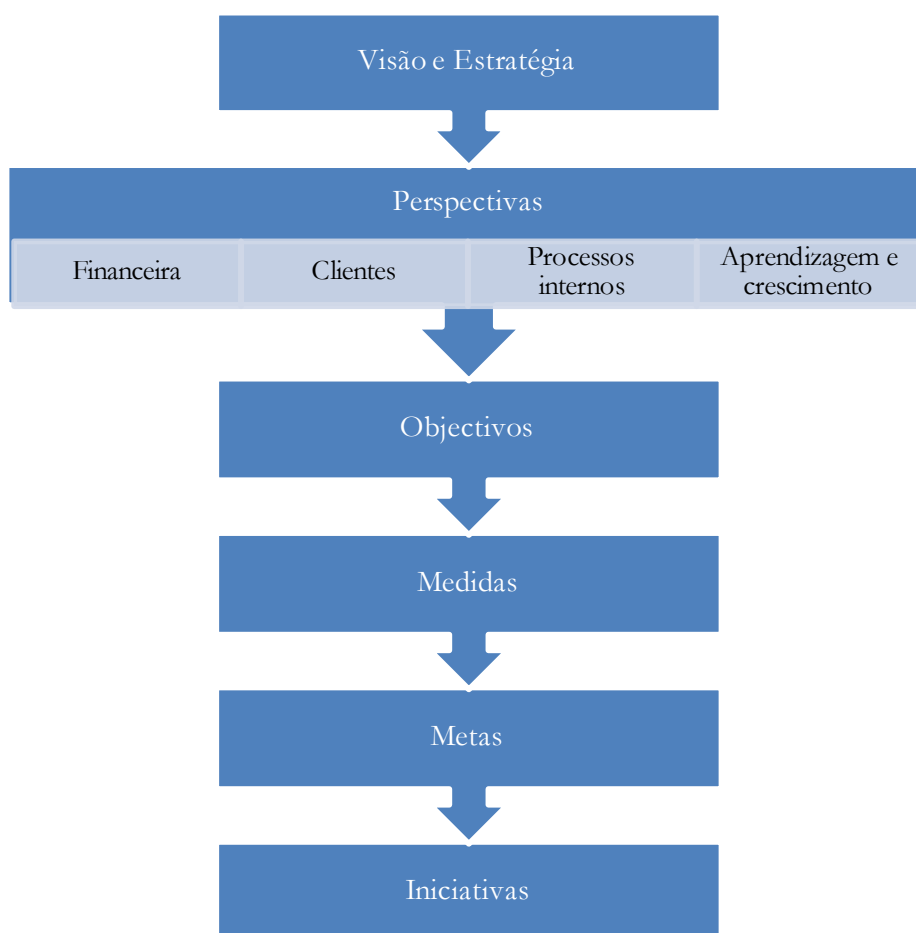 Visão e Estratégia
Perspectivas
Financeira
Clientes
Processos
internos
Aprendizagem e
crescimento
Objectivos
Medidas
Metas
Iniciativas